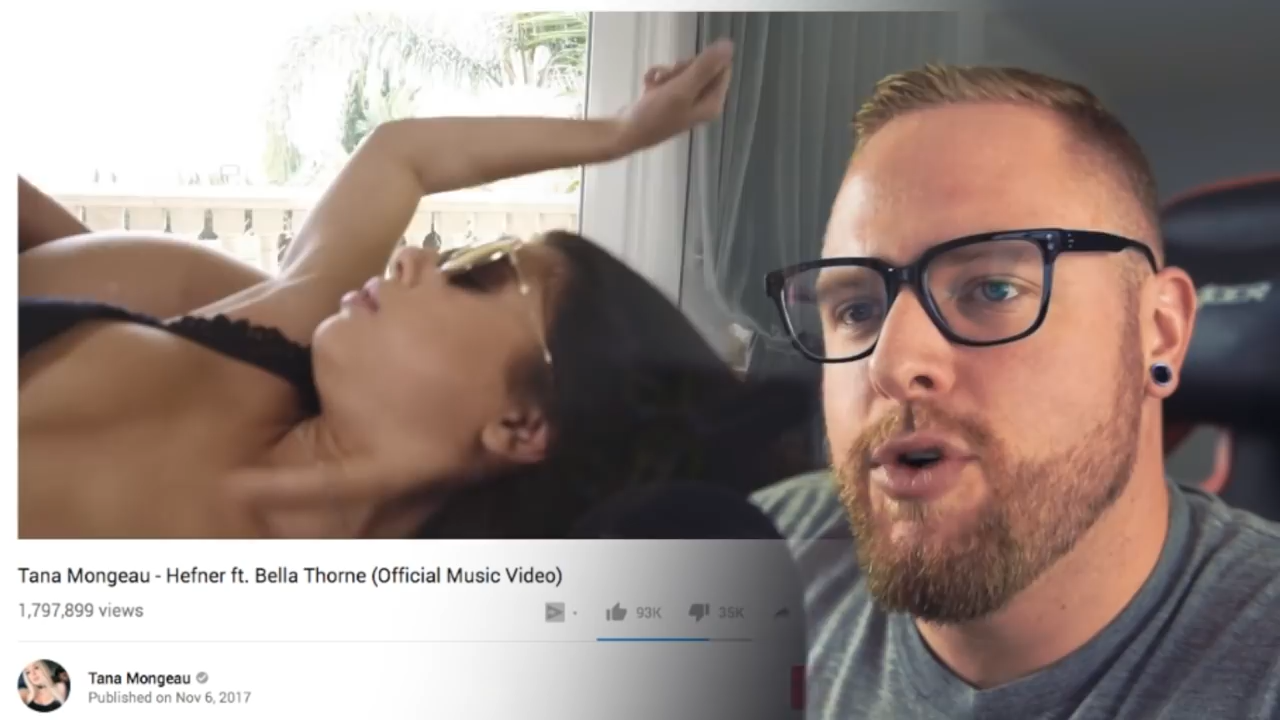 Tana Mongeau - Hefner ft. Bella Thorne (Official Music Video)
1,797,899 views
93K
35K
Tana Mongeau
Published on Nov 6, 2017